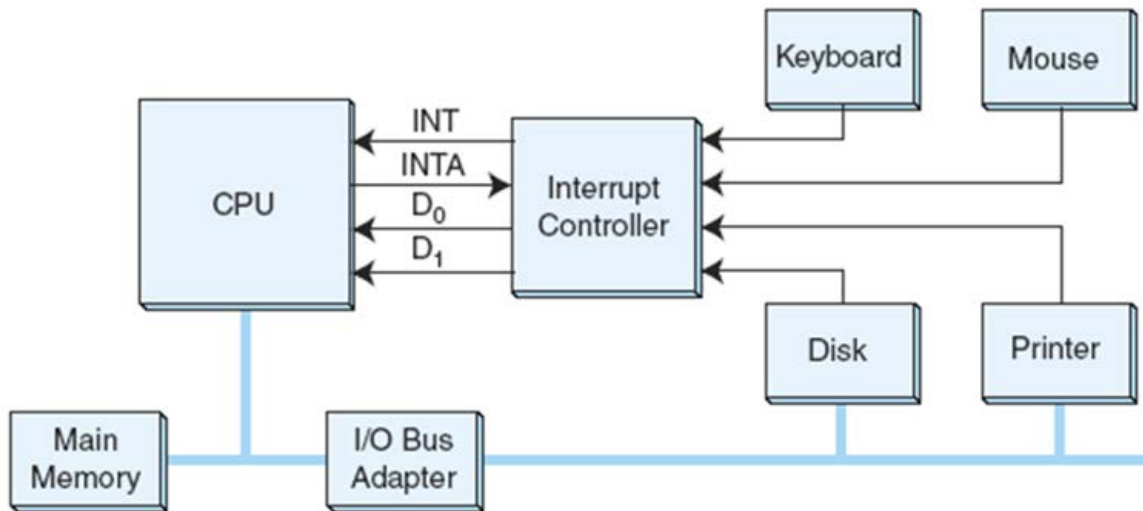 Keyboard
Mouse
INT
INTA
D₀
D₁
CPU
Interrupt
Controller
Disk
Printer
Main
Memory
I/O Bus
Adapter